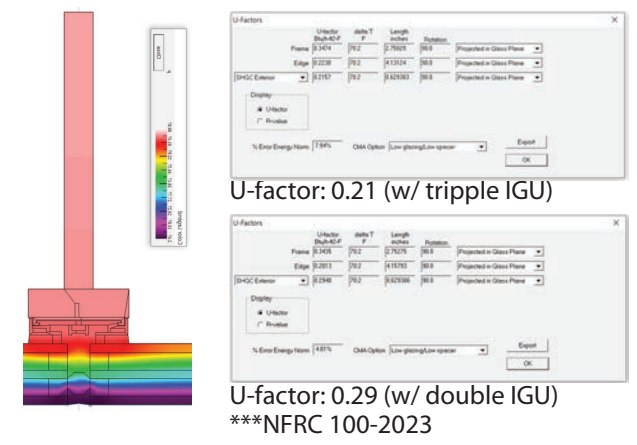 U-Factors
U-factor delta T Length
Btu/h-ft2-F F inches Rotation
Frame 0.3474 70.2 90.0 Projected in Glass Plane
Edge 0.2238 70.2 4.13124 90.0 Projected in Glass Plane
SHGC Exterior 0.2157 70.2 0.629383 90.0 Projected in Glass Plane
Display
U-factor
R-value
% Error Energy Norm 7.94% CMA Option Low glazing/Low spacer
Export
OK
U-factor: 0.21 (w/ tripple IGU)
U-Factors
U-factor delta T Length
Btu/h-ft2-F F inches Rotation
Frame 70.2 2.75275 90.0 Projected in Glass Plane
Edge 0.2813 70.2 4.15793 90.0 Projected in Glass Plane
SHGC Exterior 0.2948 70.2 90.0 Projected in Glass Plane
Display
U-factor
R-value
% Error Energy Norm 4.81% CMA Option Low glazing/Low spacer
Export
OK
U-factor: 0.29 (w/ double IGU)
***NFRC 100-2023